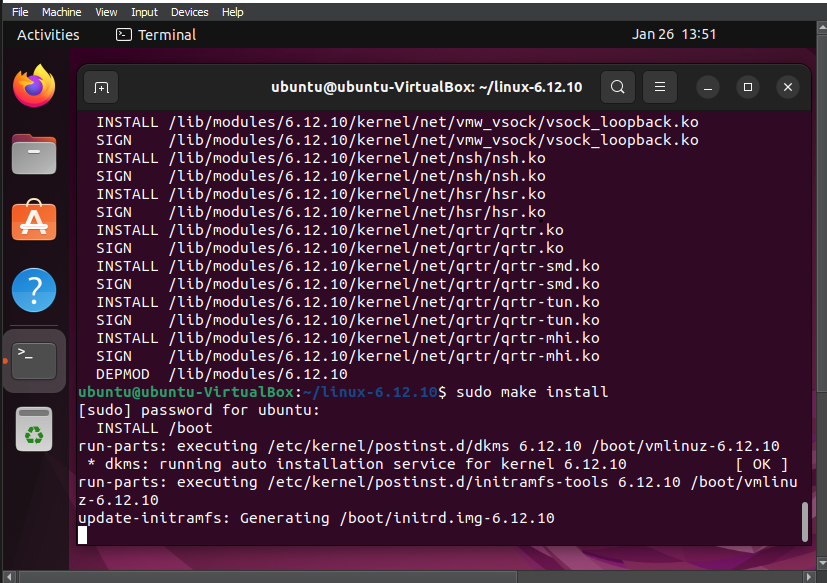 File Machine View Input Devices Help
Activities Terminal Jan 26 13:51
ubuntu@ubuntu-VirtualBox: ~/linux-6.12.10
INSTALL /lib/modules/6.12.10/kernel/net/vmw_vsock/vsock_loopback.ko
SIGN /lib/modules/6.12.10/kernel/net/vmw_vsock/vsock_loopback.ko
INSTALL /lib/modules/6.12.10/kernel/net/nsh/nsh.ko
SIGN /lib/modules/6.12.10/kernel/net/nsh/nsh.ko
INSTALL /lib/modules/6.12.10/kernel/net/hsr/hsr.ko
SIGN /lib/modules/6.12.10/kernel/net/hsr/hsr.ko
INSTALL /lib/modules/6.12.10/kernel/net/qrtr/qrtr.ko
SIGN /lib/modules/6.12.10/kernel/net/qrtr/qrtr.ko
INSTALL /lib/modules/6.12.10/kernel/net/qrtr/qrtr-smd.ko
SIGN /lib/modules/6.12.10/kernel/net/qrtr/qrtr-smd.ko
INSTALL /lib/modules/6.12.10/kernel/net/qrtr/qrtr-tun.ko
SIGN /lib/modules/6.12.10/kernel/net/qrtr/qrtr-tun.ko
INSTALL /lib/modules/6.12.10/kernel/net/qrtr/qrtr-mhi.ko
SIGN /lib/modules/6.12.10/kernel/net/qrtr/qrtr-mhi.ko
DEPMOD /lib/modules/6.12.10
ubuntu@ubuntu-VirtualBox:~/linux-6.12.10$ sudo make install
[sudo] password for ubuntu:
INSTALL /boot
run-parts: executing /etc/kernel/postinst.d/dkms 6.12.10 /boot/vmlinuz-6.12.10
* dkms: running auto installation service for kernel 6.12.10 [ OK ]
run-parts: executing /etc/kernel/postinst.d/initramfs-tools 6.12.10 /boot/vmlinu
z-6.12.10
update-initramfs: Generating /boot/initrd.img-6.12.10